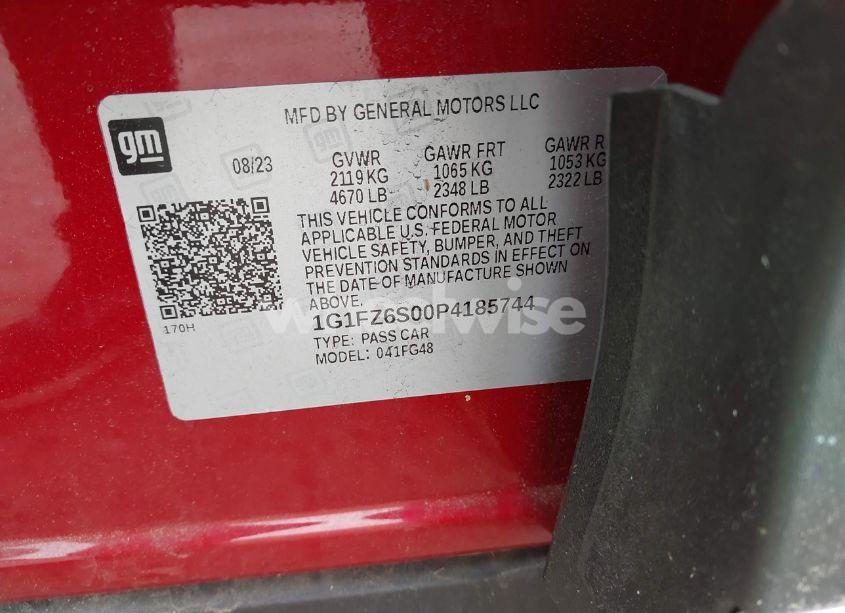 MFD BY GENERAL MOTORS LLC
gm
08/23 GVWR GAWR FRT GAWR R
2119 KG 1065 KG 1053 KG
4670 LB 2348 LB 2322 LB
THIS VEHICLE CONFORMS TO ALL
APPLICABLE U.S. FEDERAL MOTOR
VEHICLE SAFETY, BUMPER, AND THEFT
PREVENTION STANDARDS IN EFFECT ON
THE DATE OF MANUFACTURE SHOWN
ABOVE.
170H
1G1FZ6S00P4185744
TYPE: PASS CAR
MODEL: 041FG48